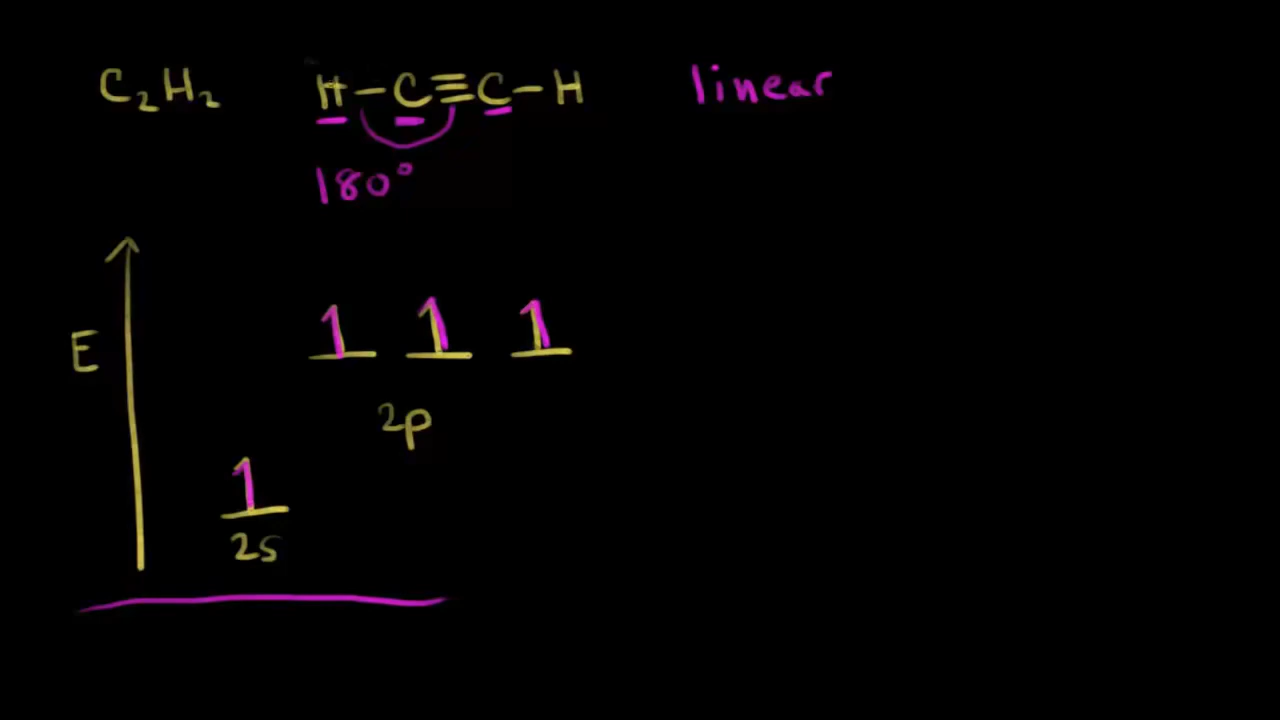 C₂H₂ H-C≡C-H linear
180°
1 1 1
E
2p
1
2s